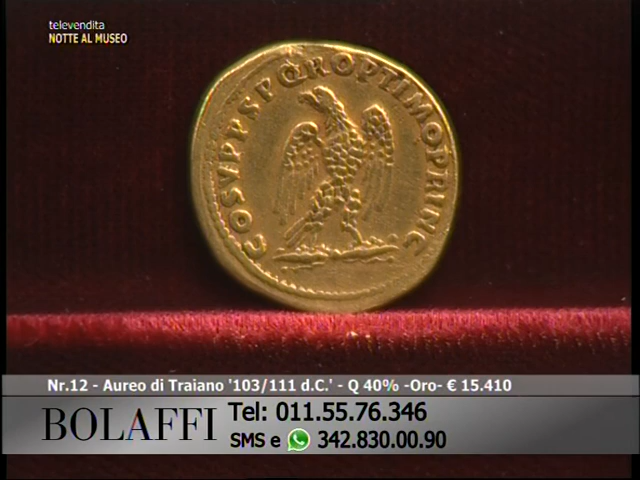 televendita
NOTTE AL MUSEO
COS V P P S P Q R OPTIMO PRINC
Nr.12 - Aureo di Traiano '103/111 d.C.' - Q 40% -Oro- € 15.410
BOLAFFI
Tel: 011.55.76.346
SMS e 342.830.00.90